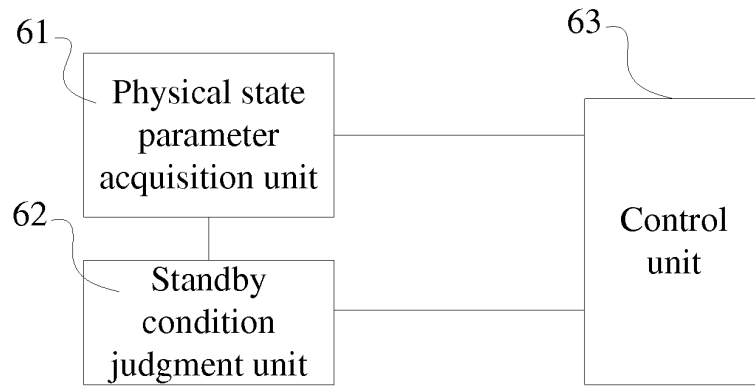 61
Physical state
parameter
acquisition unit
62
Standby
condition
judgment unit
63
Control
unit